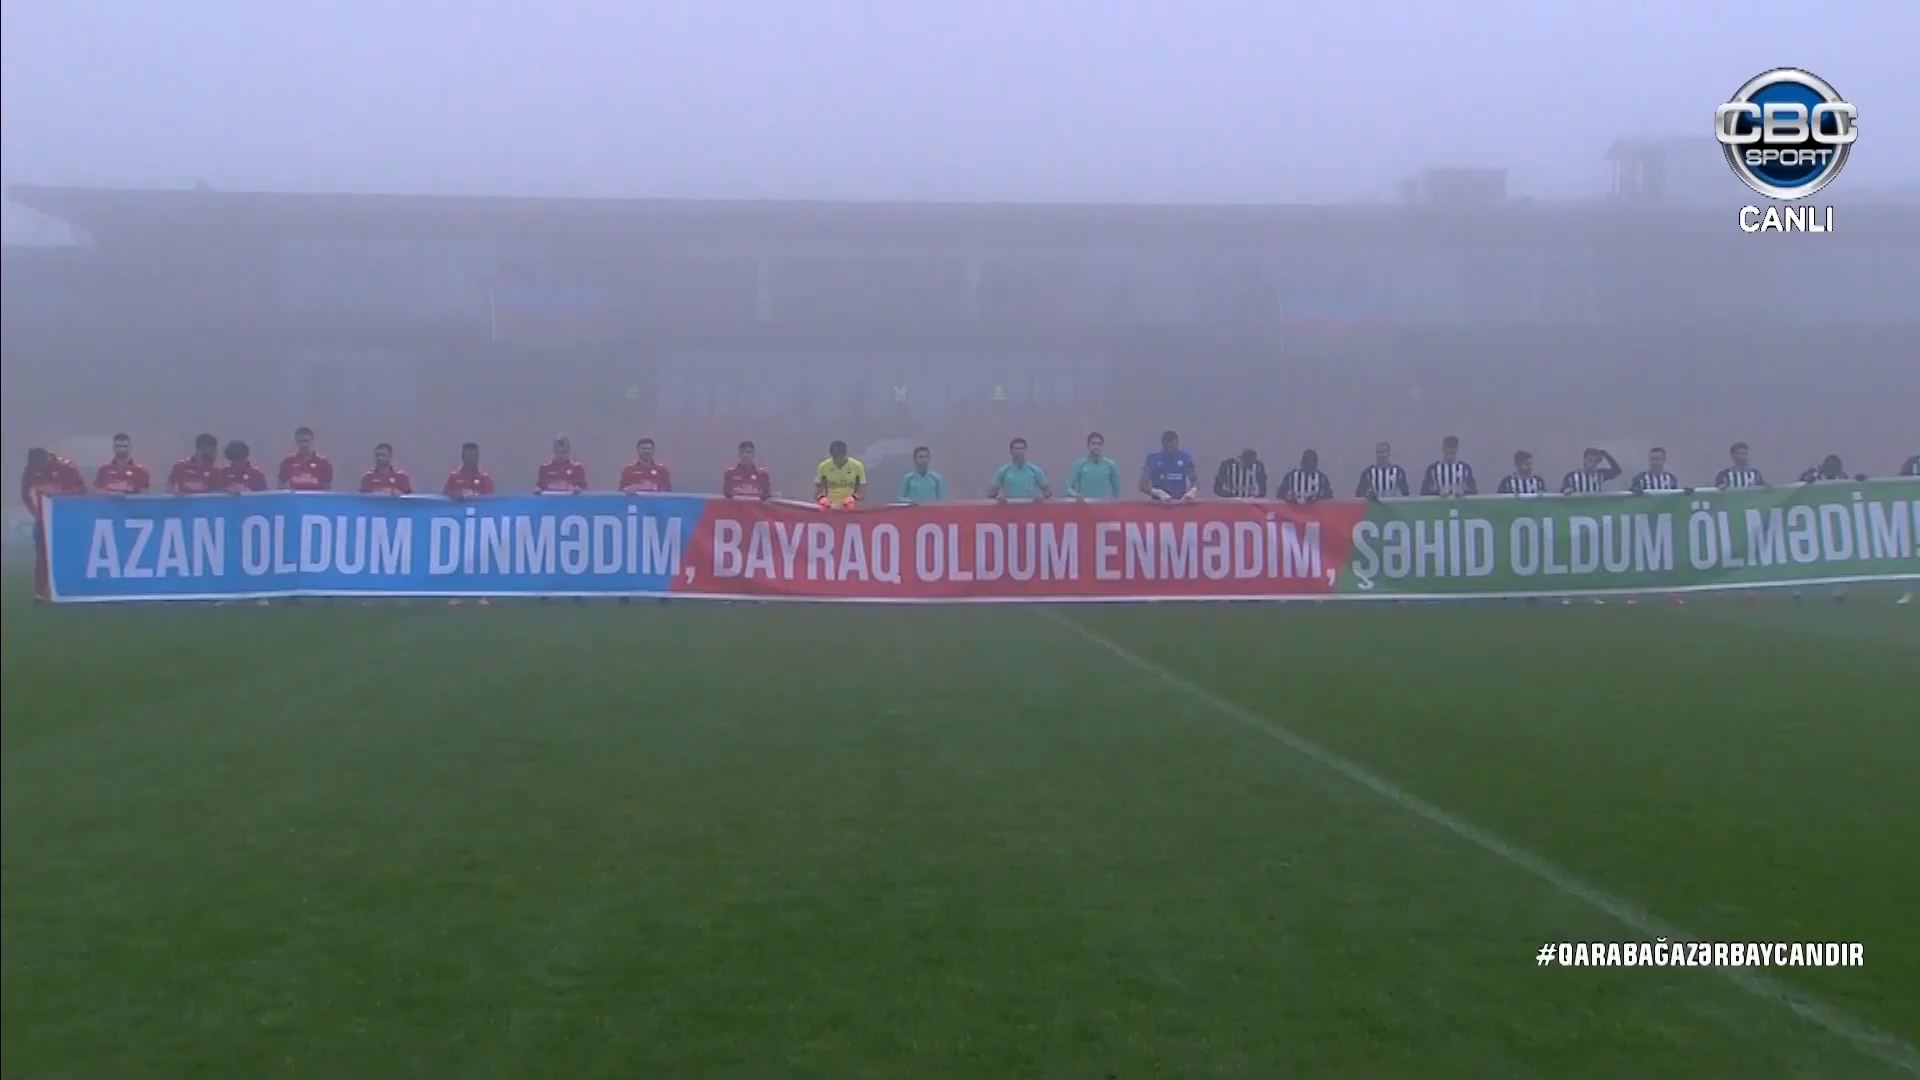 CBC
SPORT
CANLI
AZAN OLDUM DİNMƏDİM, BAYRAQ OLDUM ENMƏDİM, ŞƏHİD OLDUM ÖLMƏDİM!
#QARABAĞAZƏRBAYCANDIR